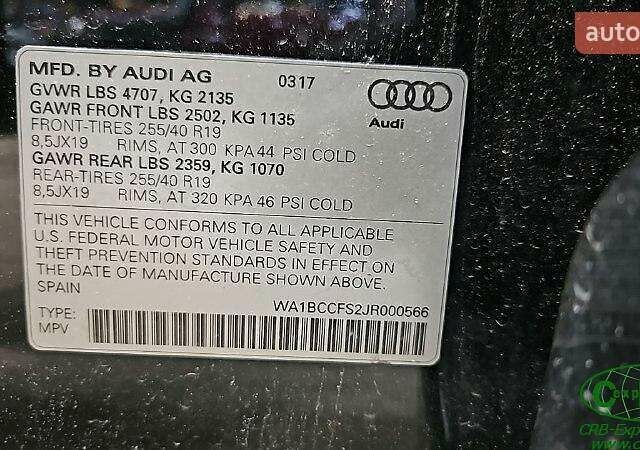 MFD. BY AUDI AG 0317
GVWR LBS 4707, KG 2135
GAWR FRONT LBS 2502, KG 1135
Audi
FRONT-TIRES 255/40 R19
8,5JX19 RIMS, AT 300 KPA 44 PSI COLD
GAWR REAR LBS 2359, KG 1070
REAR-TIRES 255/40 R19
8,5JX19 RIMS, AT 320 KPA 46 PSI COLD
THIS VEHICLE CONFORMS TO ALL APPLICABLE
U.S. FEDERAL MOTOR VEHICLE SAFETY AND
THEFT PREVENTION STANDARDS IN EFFECT ON
THE DATE OF MANUFACTURE SHOWN ABOVE.
SPAIN WA1BCCFS2JR000566
TYPE:
MPV
auto
CRB-Exp
www.